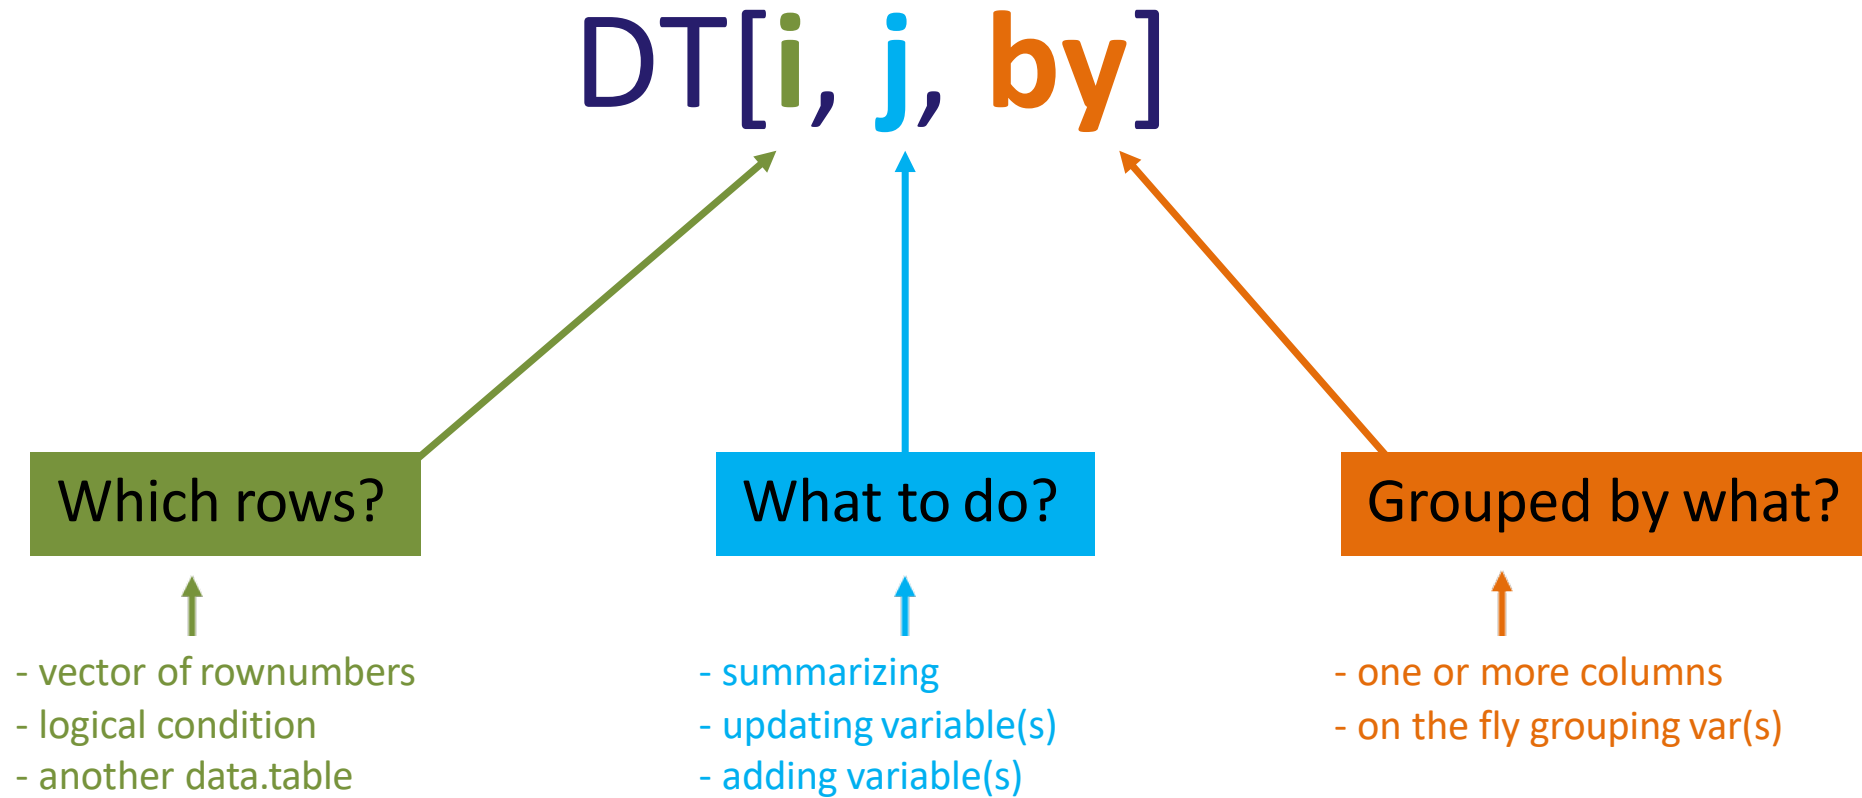 DT[i, j, by]
Which rows?
What to do?
Grouped by what?
- vector of rownumbers
- logical condition
- another data.table
- summarizing
- updating variable(s)
- adding variable(s)
- one or more columns
- on the fly grouping var(s)